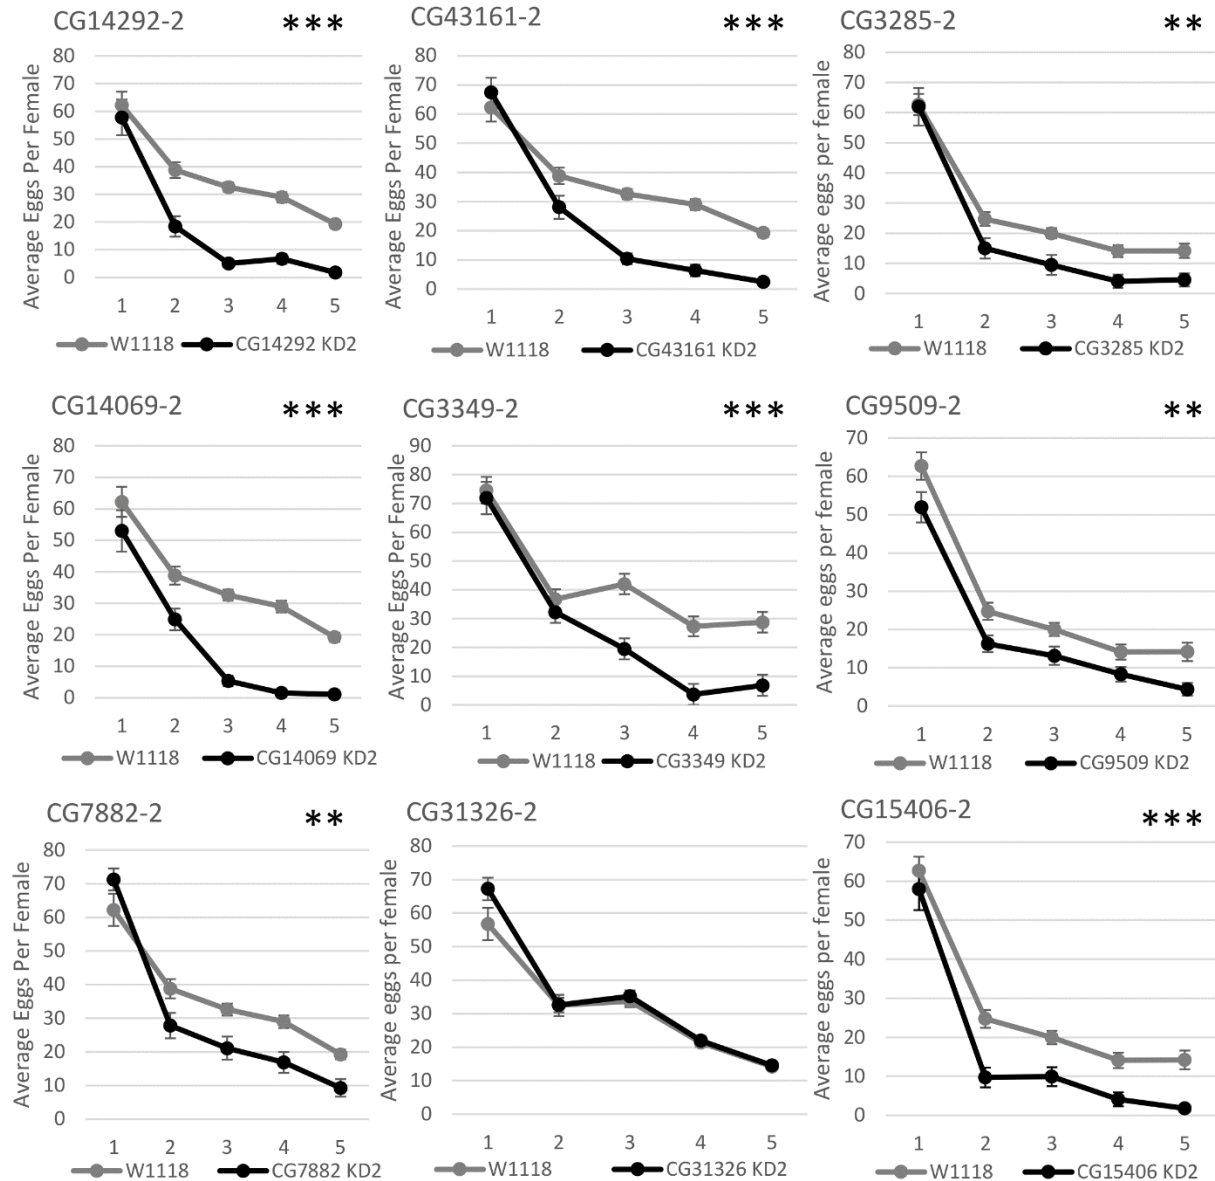 CG14292-2 ***
Average Eggs Per Female
80
70
60
50
40
30
20
10
0
1 2 3 4 5
W1118 CG14292 KD2
CG43161-2 ***
Average Eggs Per Female
80
70
60
50
40
30
20
10
0
1 2 3 4 5
W1118 CG43161 KD2
CG3285-2 **
Average eggs per female
80
70
60
50
40
30
20
10
0
1 2 3 4 5
W1118 CG3285 KD2
CG14069-2 ***
Average Eggs Per Female
80
70
60
50
40
30
20
10
0
1 2 3 4 5
W1118 CG14069 KD2
CG3349-2 ***
Average Eggs Per Female
90
80
70
60
50
40
30
20
10
0
1 2 3 4 5
W1118 CG3349 KD2
CG9509-2 **
Average eggs per female
70
60
50
40
30
20
10
0
1 2 3 4 5
W1118 CG9509 KD2
CG7882-2 **
Average Eggs Per Female
80
70
60
50
40
30
20
10
0
1 2 3 4 5
W1118 CG7882 KD2
CG31326-2
Average Eggs per female
80
70
60
50
40
30
20
10
0
1 2 3 4 5
W1118 CG31326 KD2
CG15406-2 ***
Average eggs per female
70
60
50
40
30
20
10
0
1 2 3 4 5
W1118 CG15406 KD2